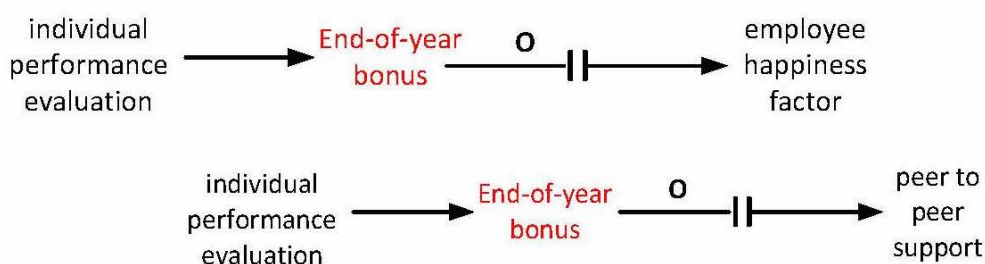 individual
performance
evaluation
End-of-year
bonus
O
employee
happiness
factor
individual
performance
evaluation
End-of-year
bonus
O
peer to
peer
support